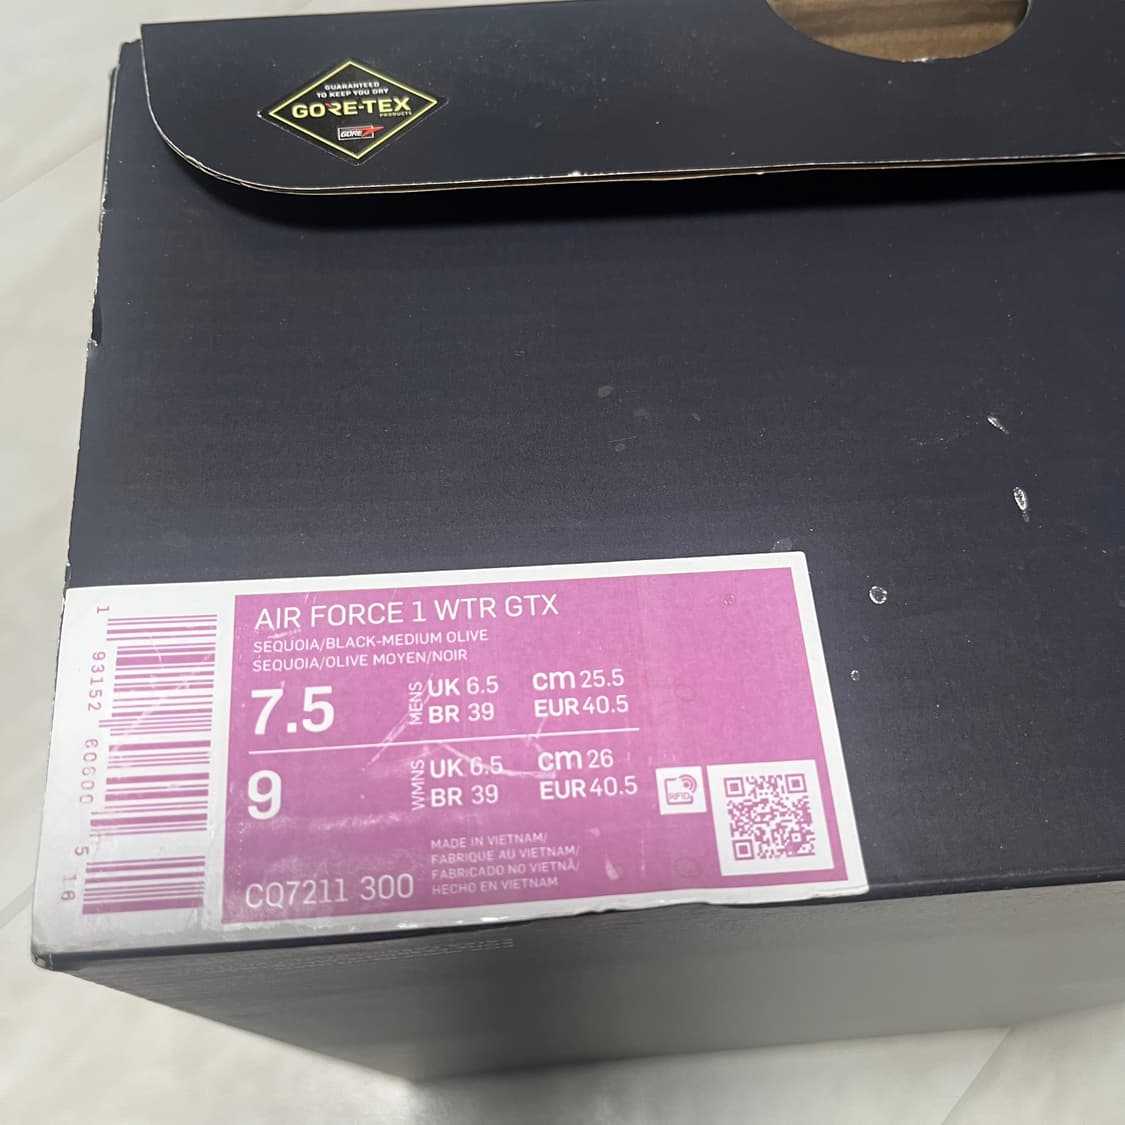 GUARANTEED
TO KEEP YOU DRY
GORE-TEX
PRODUCTS
GORE
AIR FORCE 1 WTR GTX
SEQUOIA/BLACK-MEDIUM OLIVE
SEQUOIA/OLIVE MOYEN/NOIR
7.5
MENS
UK 6.5 cm 25.5
BR 39 EUR 40.5
9
WMNS
UK 6.5 cm 26
BR 39 EUR 40.5
RFID
MADE IN VIETNAM/
FABRIQUE AU VIETNAM/
FABRICADO NO VIETNÃ/
HECHO EN VIETNAM
CQ7211 300
1 93152 60600 5 16